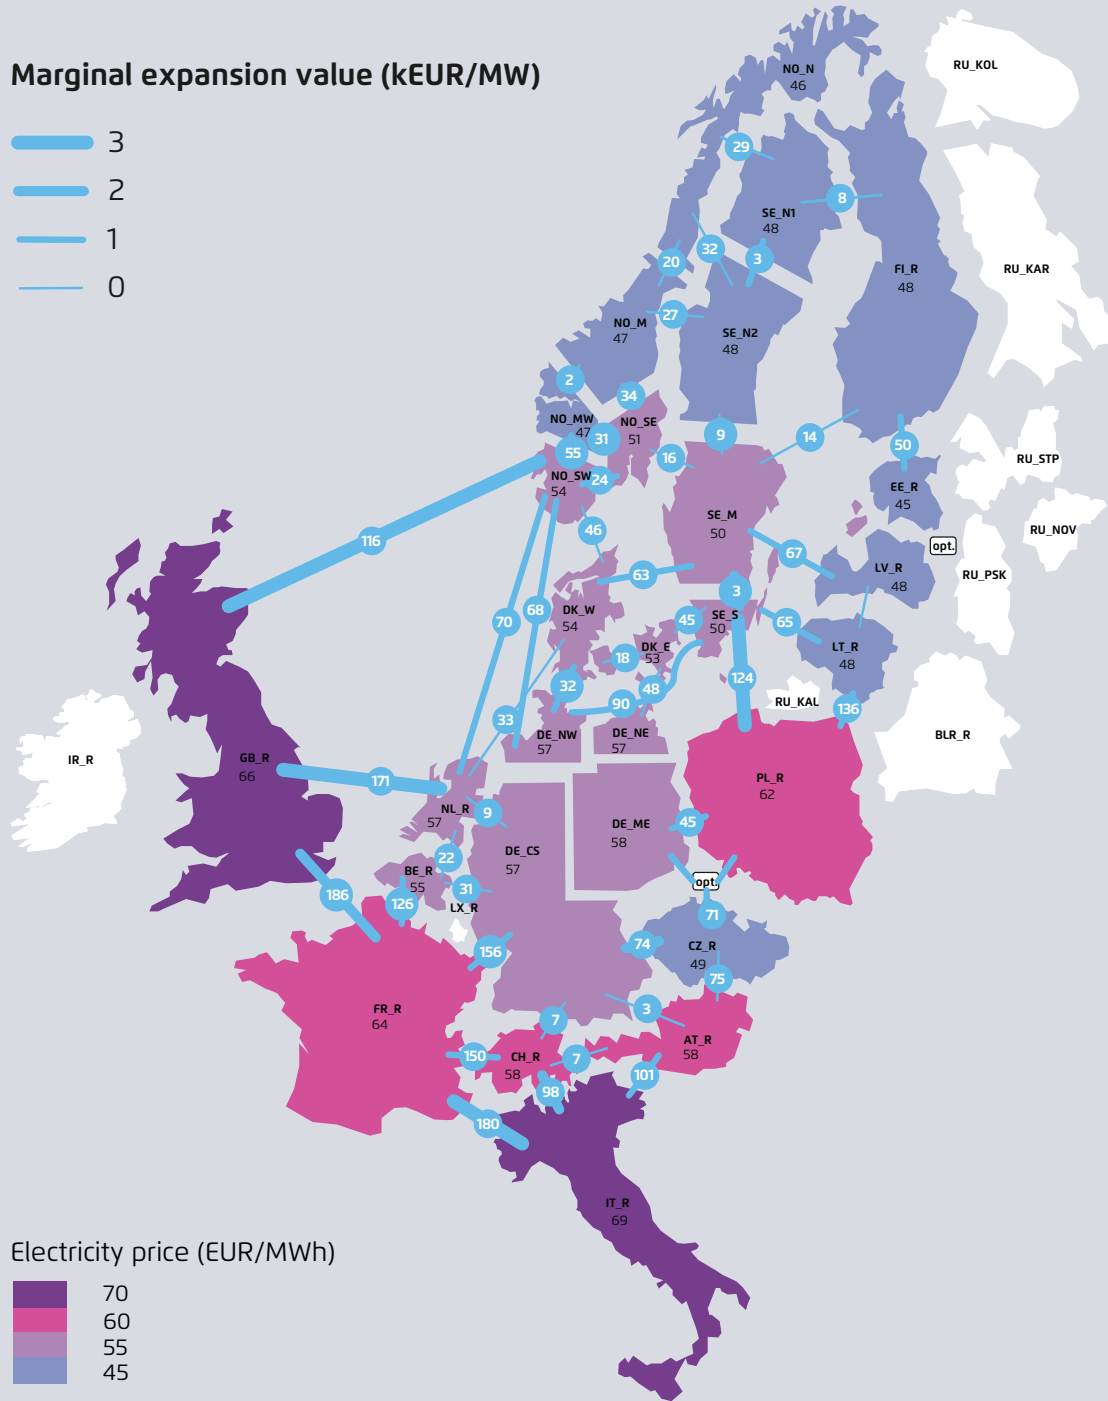 Marginal expansion value (kEUR/MW)
3
2
1
0
NO_N
46
RU_KOL
29
8
SE_N1
48
32
3
20
FI_R
48
RU_KAR
27
NO_M
47
SE_N2
48
2
34
NO_MW
47
31
NO_SE
51
9
14
50
55
16
RU_STP
NO_SW
54
24
EE_R
45
SE_M
50
RU_NOV
46
116
opt.
67
LV_R
48
RU_PSK
63
3
DK_W
54
68
70
45
SE_S
50
65
LT_R
48
DK_E
53
18
124
32
48
RU_KAL
136
90
33
DE_NW
57
DE_NE
57
BLR_R
IR_R
GB_R
66
171
PL_R
62
NL_R
57
9
DE_ME
58
45
DE_CS
57
22
BE_R
55
31
opt.
186
126
LX_R
71
156
74
CZ_R
49
75
FR_R
64
7
3
AT_R
58
150
CH_R
58
7
101
98
180
IT_R
69
Electricity price (EUR/MWh)
70
60
55
45